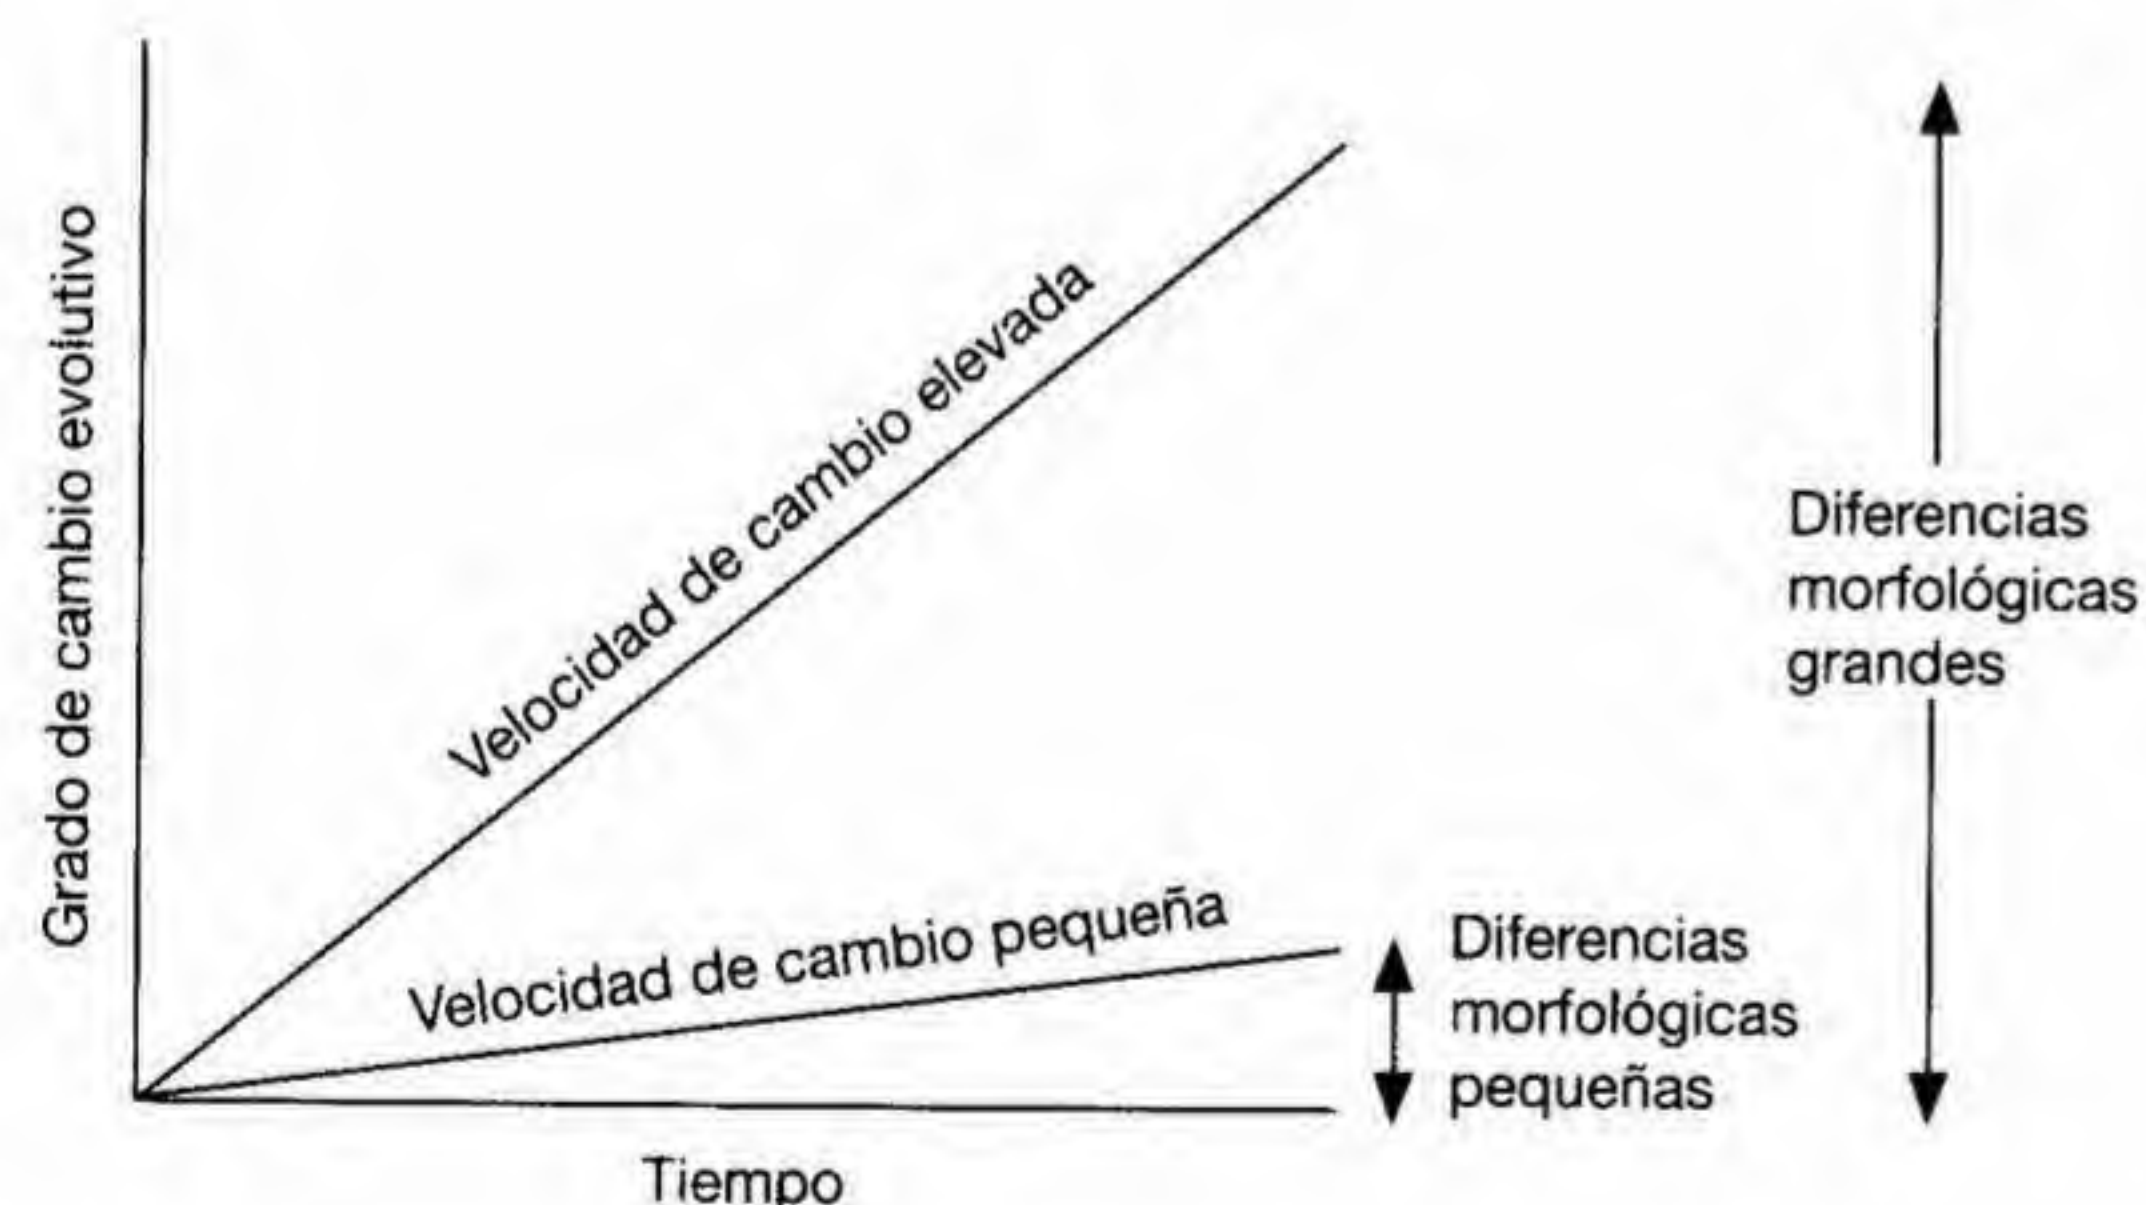 Grado de cambio evolutivo
Velocidad de cambio elevada
Velocidad de cambio pequeña
Diferencias
morfológicas
pequeñas
Diferencias
morfológicas
grandes
Tiempo